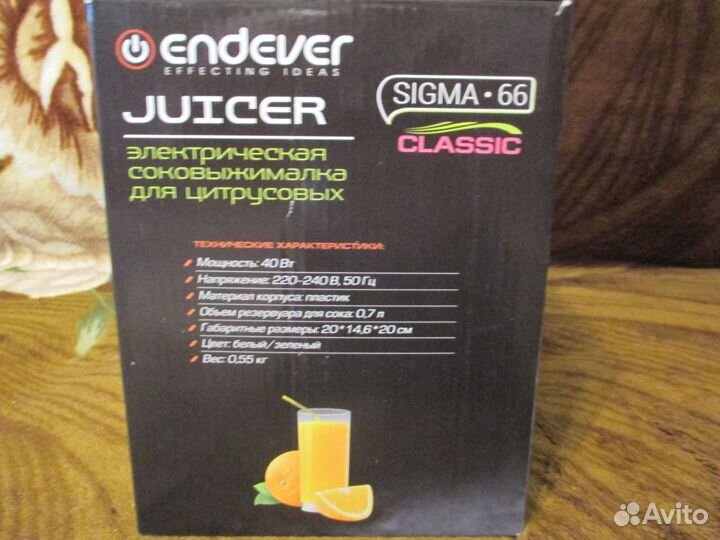 endever
EFFECTING IDEAS
JUICER
SIGMA • 66
CLASSIC
электрическая
соковыжималка
для цитрусовых
ТЕХНИЧЕСКИЕ ХАРАКТЕРИСТИКИ:
Мощность: 40 Вт
Напряжение: 220-240 В, 50 Гц
Материал корпуса: пластик
Объем резервуара для сока: 0,7 л
Габаритные размеры: 20*14,6*20 см
Цвет: белый/зеленый
Вес: 0,55 кг
Avito